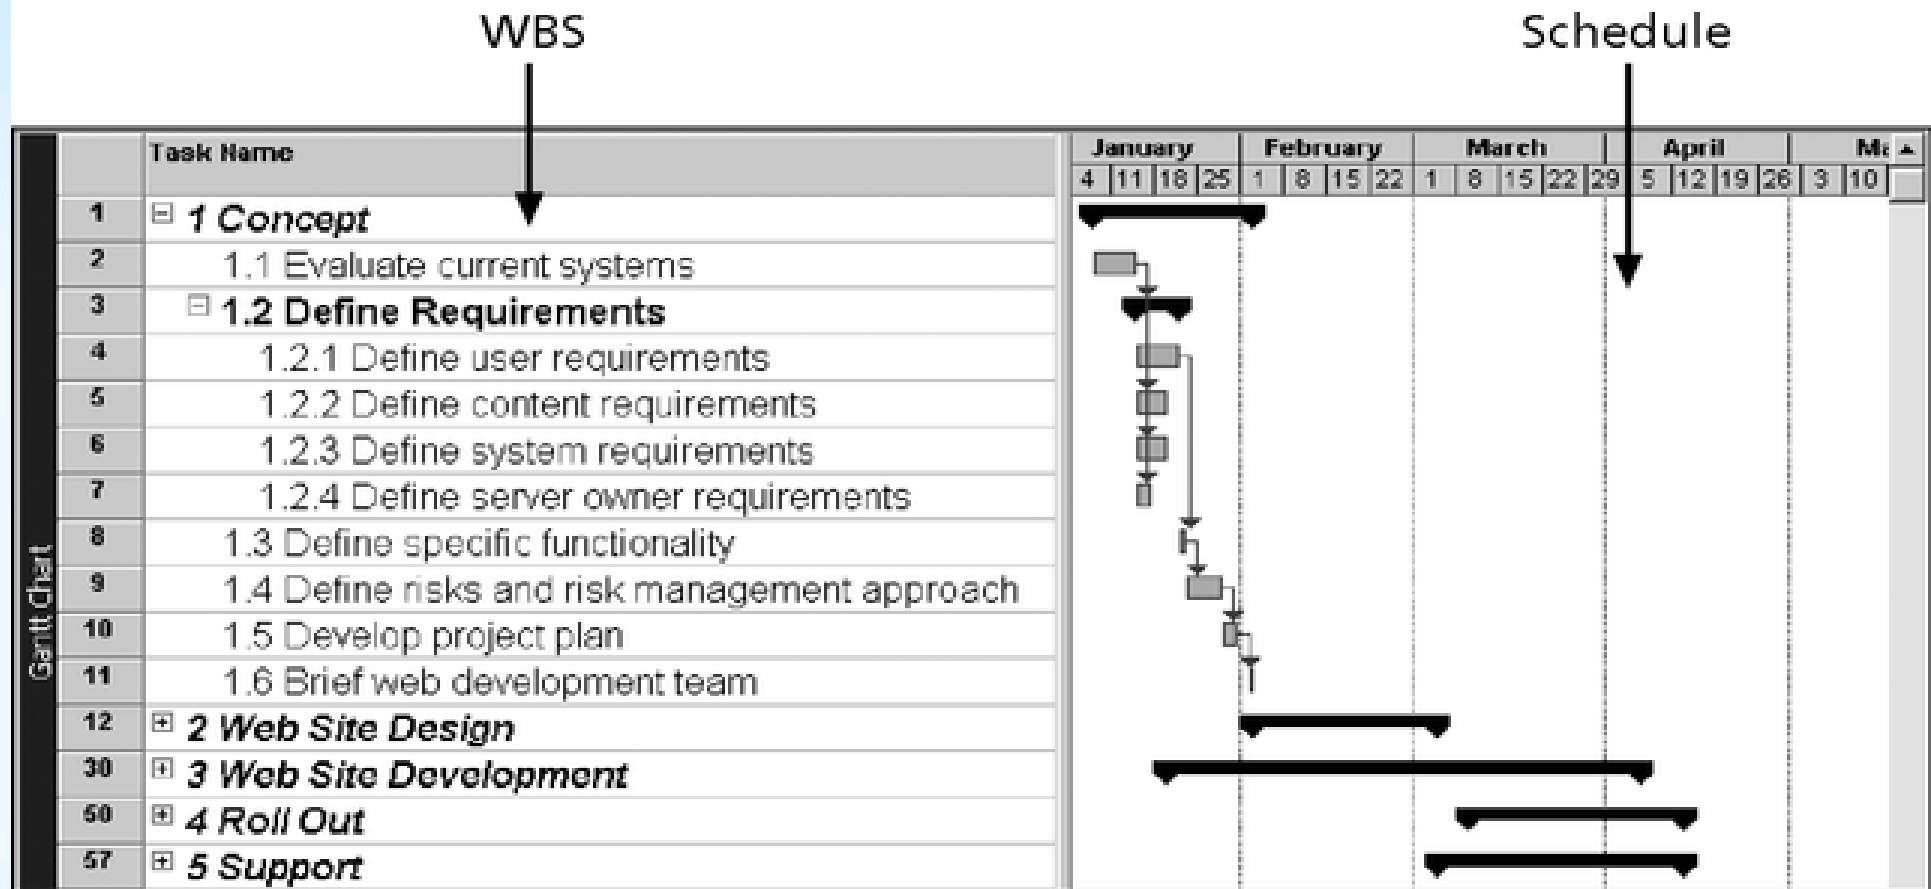 WBS Schedule
Task Name January February March April Ma
4 11 18 25 1 8 15 22 1 8 15 22 29 5 12 19 26 3 10
1 1 Concept
2 1.1 Evaluate current systems
3 1.2 Define Requirements
4 1.2.1 Define user requirements
5 1.2.2 Define content requirements
6 1.2.3 Define system requirements
7 1.2.4 Define server owner requirements
8 1.3 Define specific functionality
9 1.4 Define risks and risk management approach
10 1.5 Develop project plan
11 1.6 Brief web development team
12 2 Web Site Design
30 3 Web Site Development
50 4 Roll Out
57 5 Support
Gantt Chart